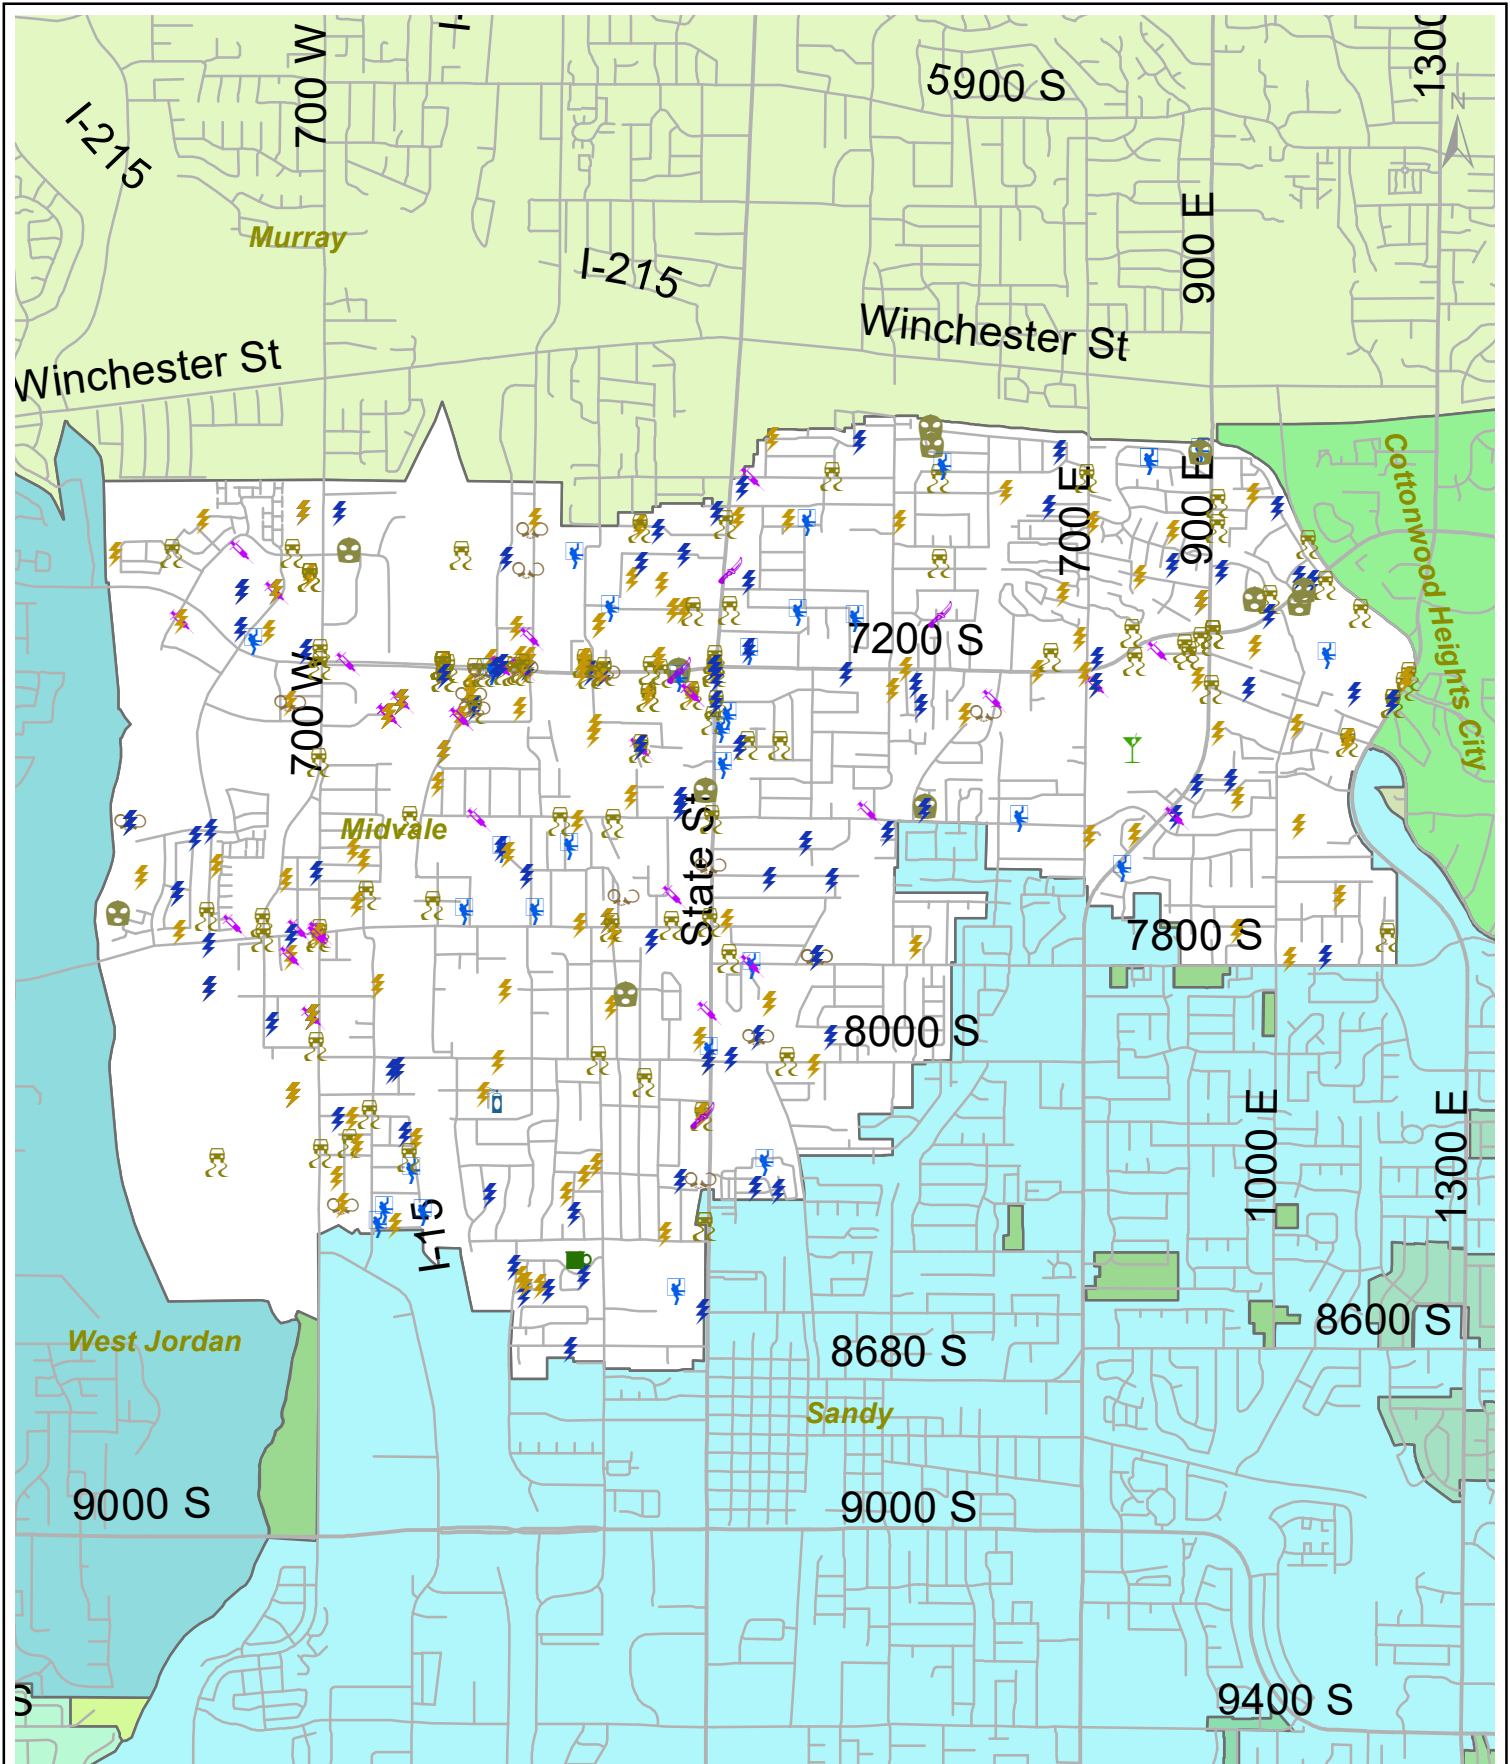 I-
1300
700 W
5900 S
I-215
N
900 E
Murray
I-215
Winchester St
Winchester St
Cottonwood Heights City
700 E
900 E
7200 S
700 W
Midvale
State St
7800 S
8000 S
1000 E
1300 E
I-15
8600 S
West Jordan
8680 S
Sandy
9000 S
9000 S
S
9400 S